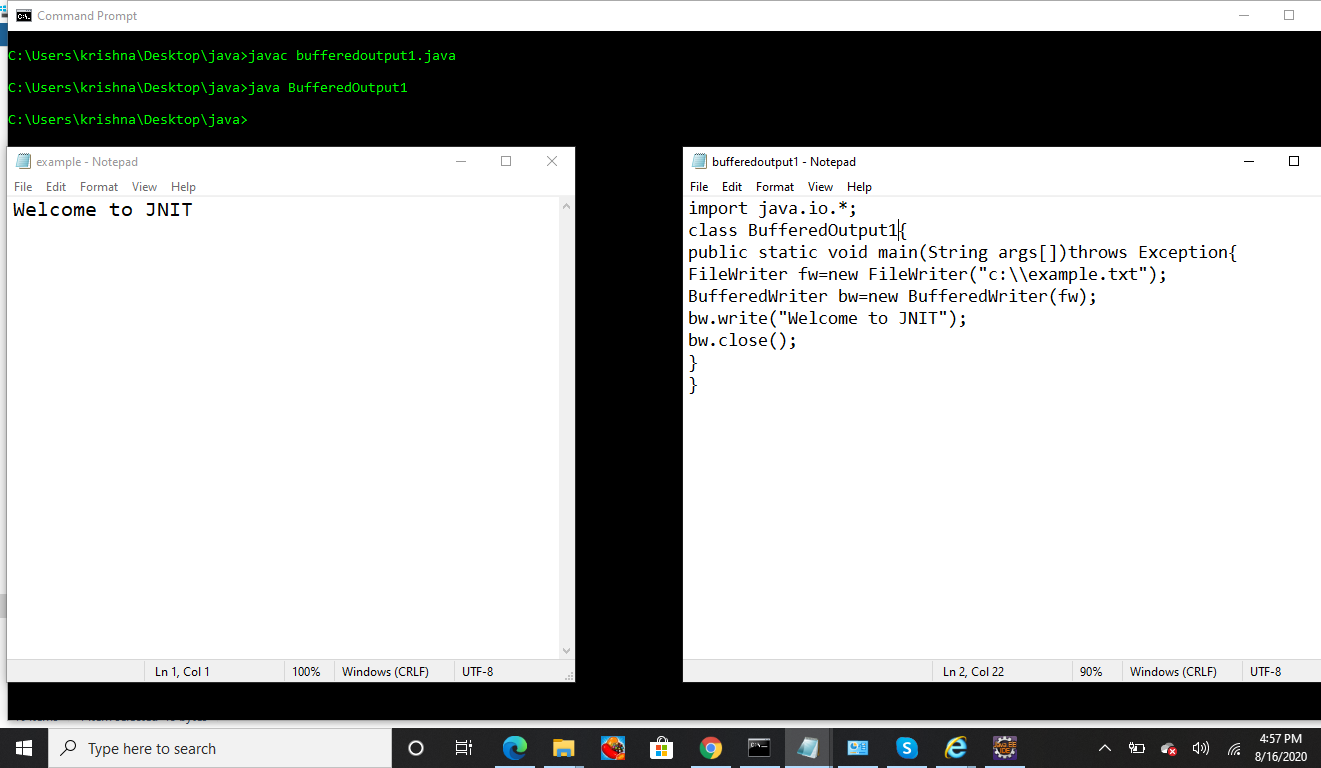 Command Prompt
C:\Users\krishna\Desktop\java>javac bufferedoutput1.java
C:\Users\krishna\Desktop\java>java BufferedOutput1
C:\Users\krishna\Desktop\java>
example - Notepad
File Edit Format View Help
Welcome to JNIT
Ln 1, Col 1 100% Windows (CRLF) UTF-8
bufferedoutput1 - Notepad
File Edit Format View Help
import java.io.*;
class BufferedOutput1{
public static void main(String args[])throws Exception{
FileWriter fw=new FileWriter("c:\\example.txt");
BufferedWriter bw=new BufferedWriter(fw);
bw.write("Welcome to JNIT");
bw.close();
}
}
Ln 2, Col 22 90% Windows (CRLF) UTF-8
Type here to search
4:57 PM
8/16/2020